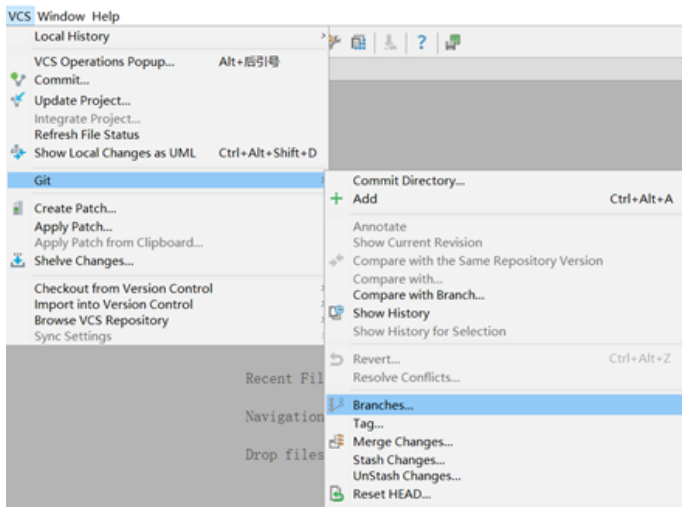 VCS Window Help
Local History
VCS Operations Popup... Alt+后引号
Commit...
Update Project...
Integrate Project...
Refresh File Status
Show Local Changes as UML Ctrl+Alt+Shift+D
Git
Create Patch...
Apply Patch...
Apply Patch from Clipboard...
Shelve Changes...
Checkout from Version Control
Import into Version Control
Browse VCS Repository
Sync Settings
Commit Directory...
Add Ctrl+Alt+A
Annotate
Show Current Revision
Compare with the Same Repository Version
Compare with...
Compare with Branch...
Show History
Show History for Selection
Revert... Ctrl+Alt+Z
Resolve Conflicts...
Branches...
Tag...
Merge Changes...
Stash Changes...
UnStash Changes...
Reset HEAD...
Recent Fil
Navigation
Drop files